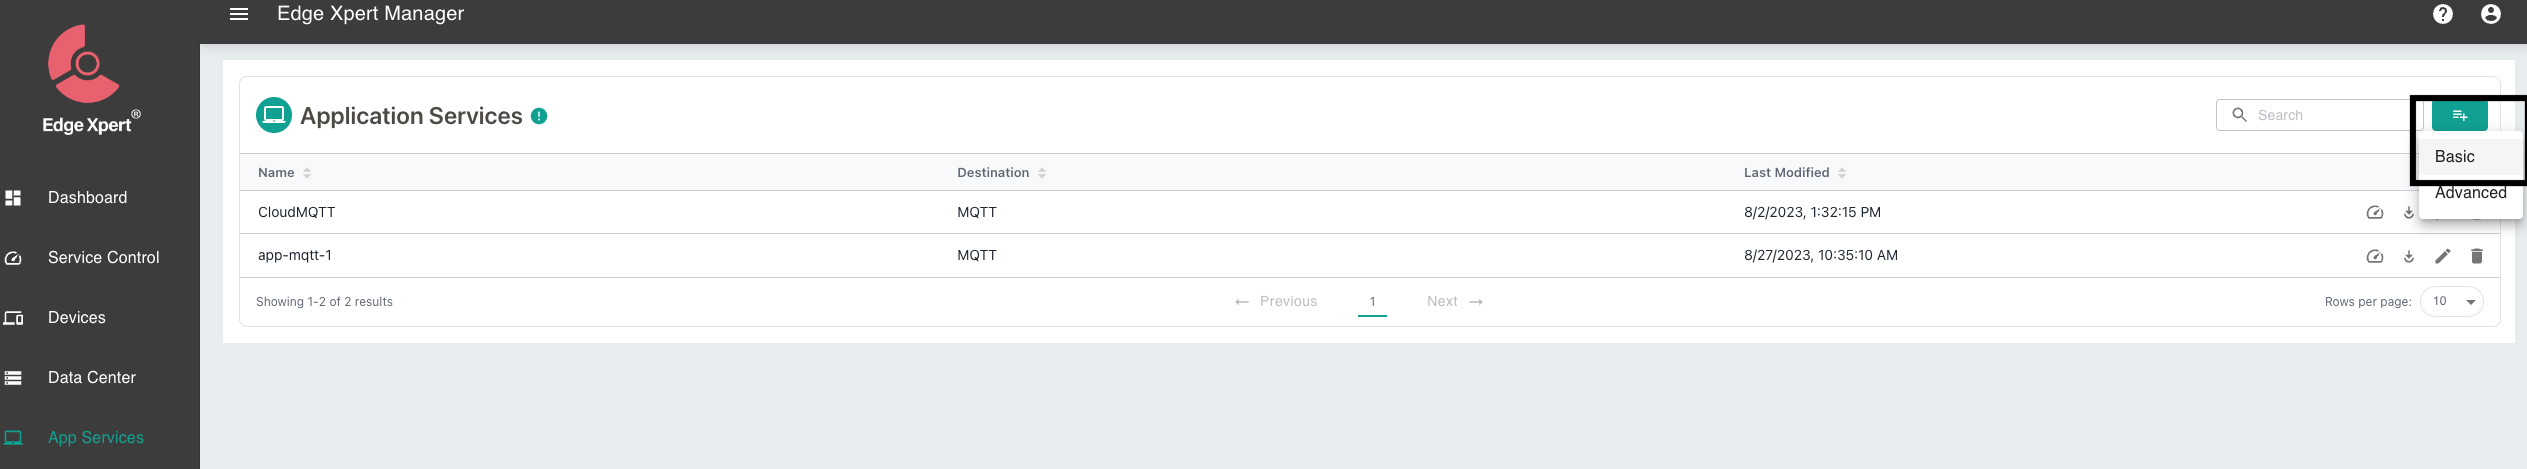 Edge Xpert Manager
Edge Xpert®
Dashboard
Service Control
Devices
Data Center
App Services
Application Services
Search
Basic
Advanced
Name Destination Last Modified
CloudMQTT MQTT 8/2/2023, 1:32:15 PM
app-mqtt-1 MQTT 8/27/2023, 10:35:10 AM
Showing 1-2 of 2 results Previous 1 Next Rows per page: 10